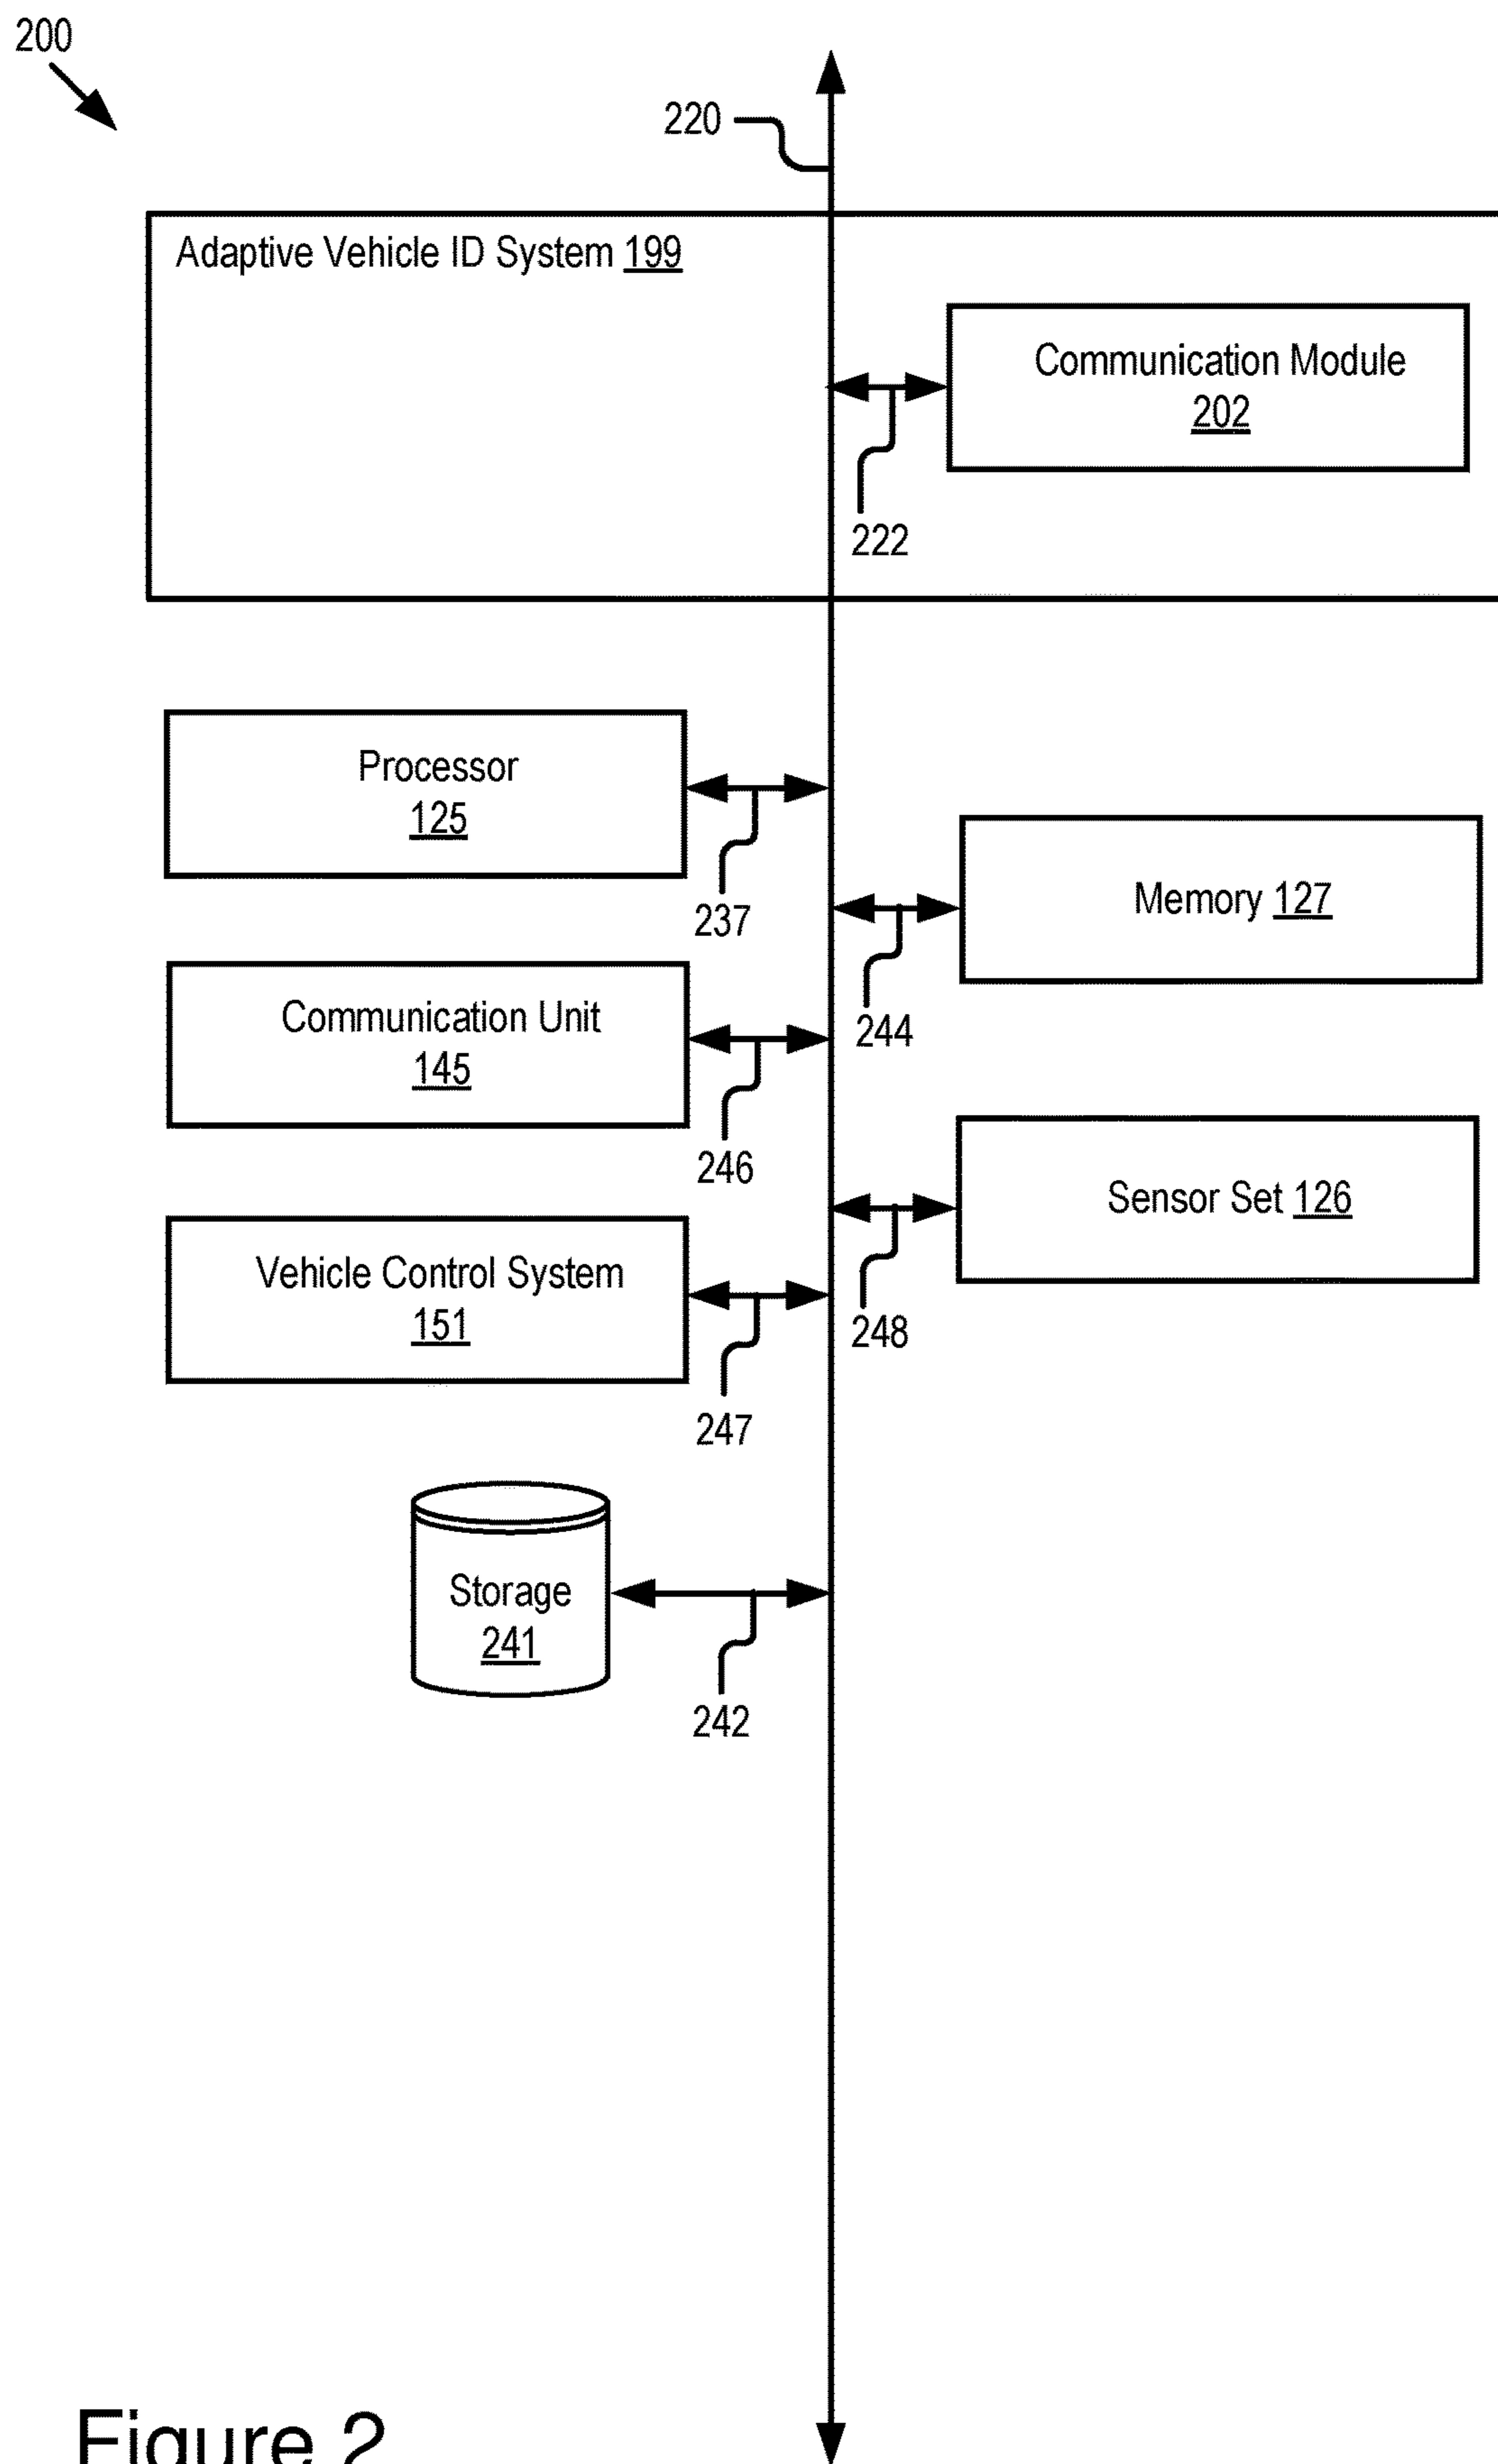 200
220
Adaptive Vehicle ID System 199
Communication Module
202
222
Processor
125
237
Memory 127
244
Communication Unit
145
246
Sensor Set 126
248
Vehicle Control System
151
247
Storage
241
242
Figure 2